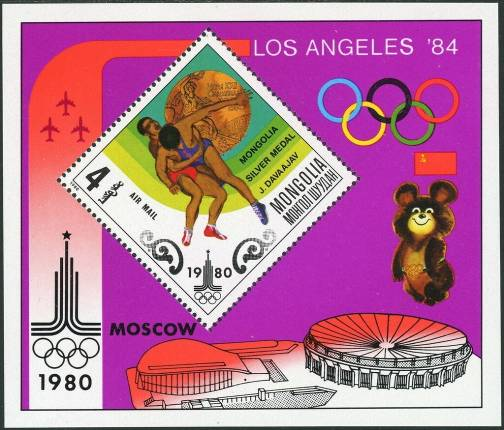 LOS ANGELES '84
MONGOLIA
SILVER MEDAL
J. DAVAAJAV
MONGOLIA
МОНГОЛ ШУУДАН
4
AIR MAIL
1980
MOSCOW
1980